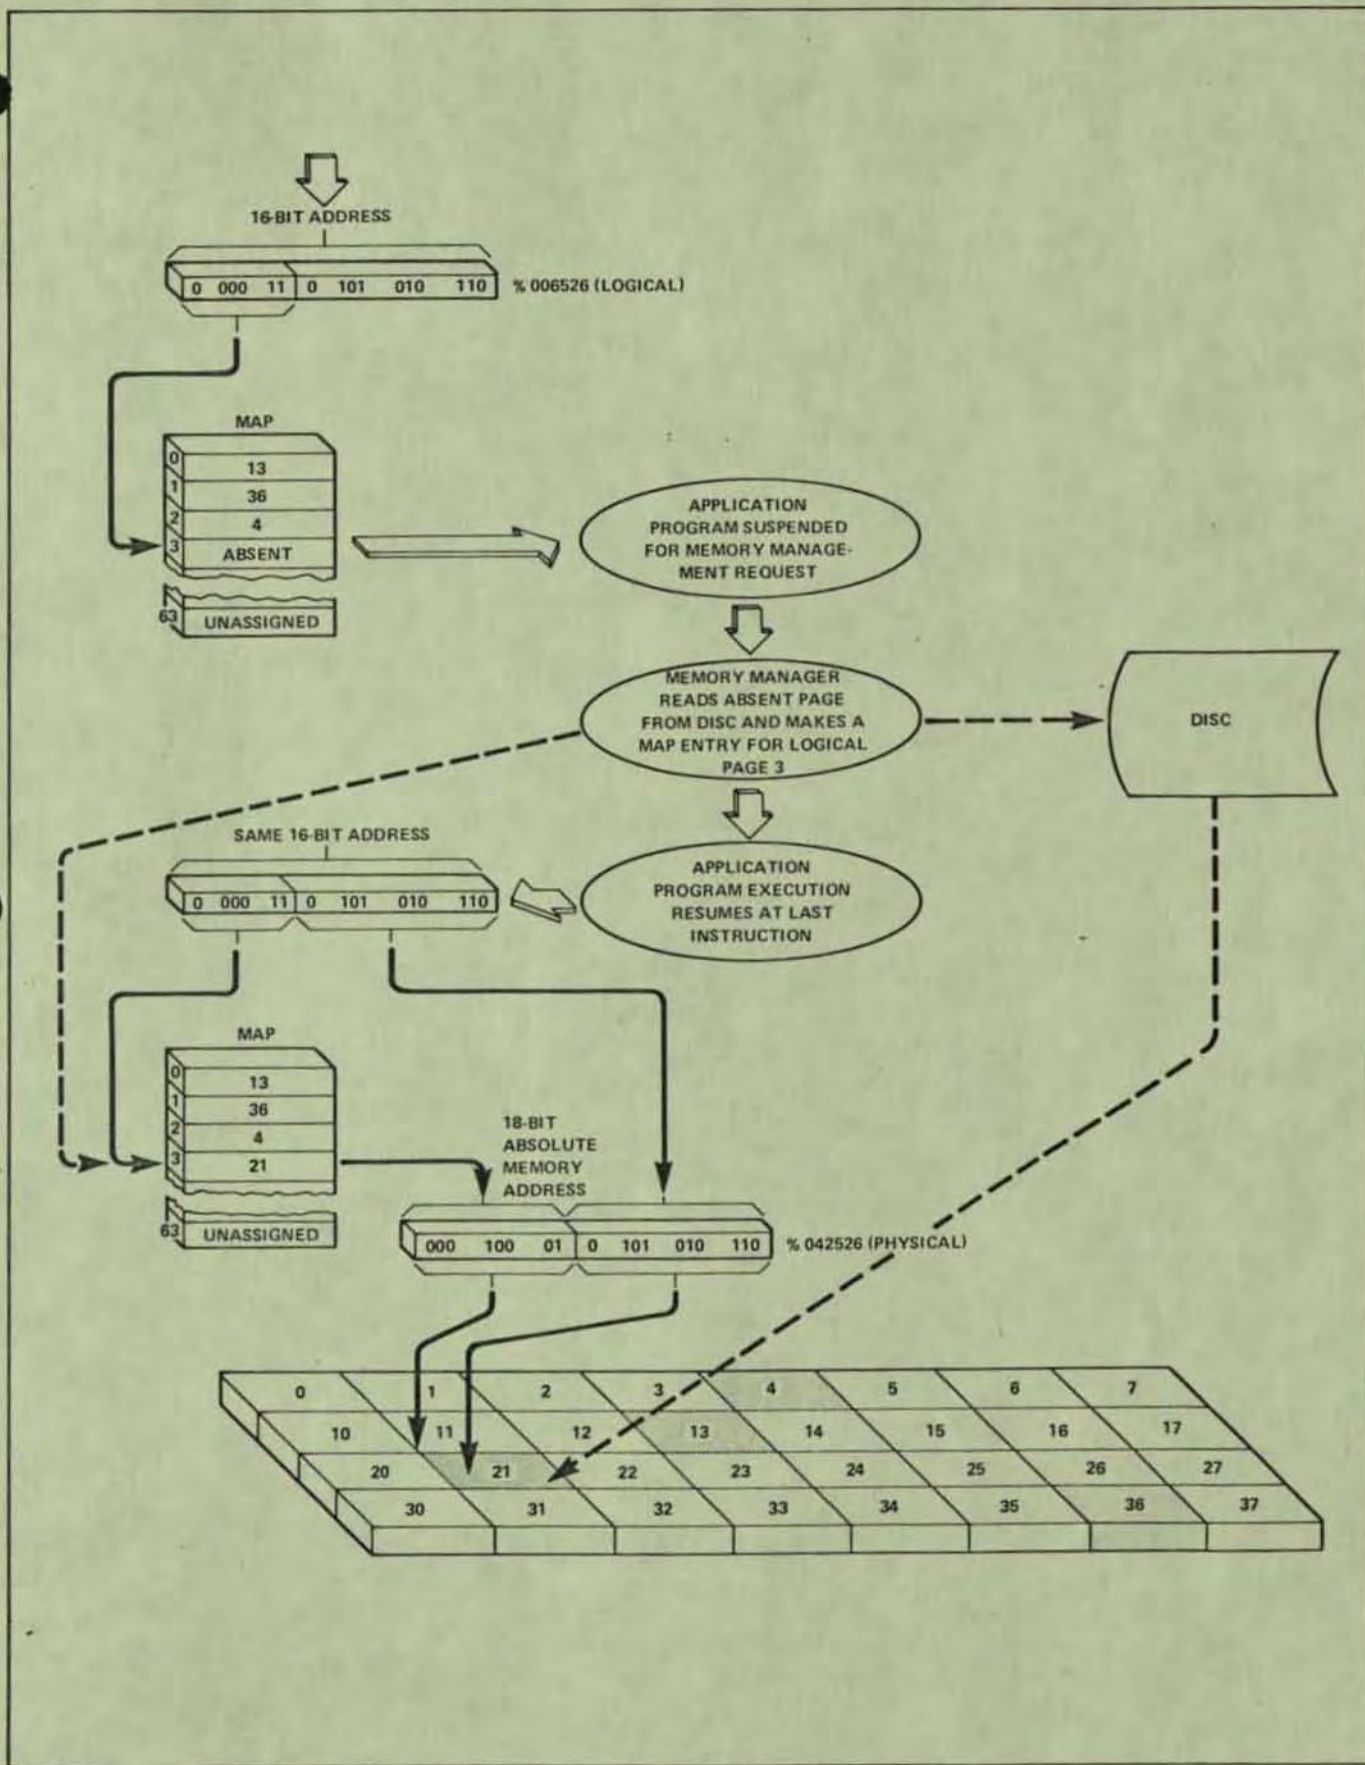 16-BIT ADDRESS
0 000 11 0 101 010 110 % 006526 (LOGICAL)
MAP
0
13
1
36
2
4
3
ABSENT
63
UNASSIGNED
APPLICATION
PROGRAM SUSPENDED
FOR MEMORY MANAGE-
MENT REQUEST
MEMORY MANAGER
READS ABSENT PAGE
FROM DISC AND MAKES A
MAP ENTRY FOR LOGICAL
PAGE 3
DISC
APPLICATION
PROGRAM EXECUTION
RESUMES AT LAST
INSTRUCTION
SAME 16-BIT ADDRESS
0 000 11 0 101 010 110
MAP
0
13
1
36
2
4
3
21
63
UNASSIGNED
18-BIT
ABSOLUTE
MEMORY
ADDRESS
000 100 01 0 101 010 110 % 042526 (PHYSICAL)
0 1 2 3 4 5 6 7
10 11 12 13 14 15 16 17
20 21 22 23 24 25 26 27
30 31 32 33 34 35 36 37